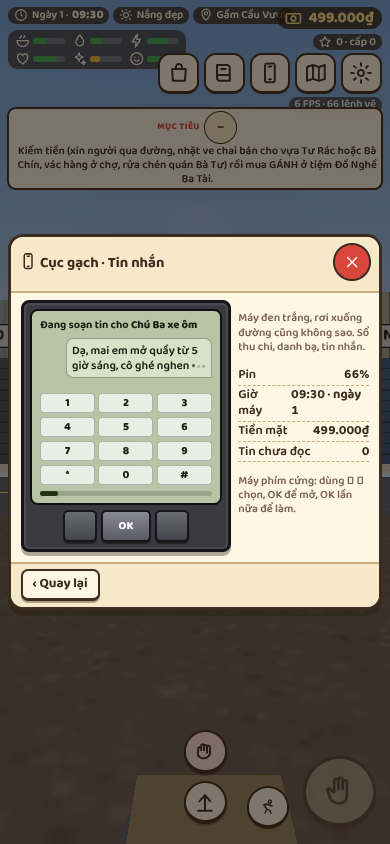 Ngày 1 · 09:30
Nắng đẹp
Gầm Cầu Vư
499.000₫
0 · cấp 0
6 FPS · 66 lệnh vẽ
MỤC TIÊU
–
Kiếm tiền (xin người qua đường, nhặt ve chai bán cho vựa Tư Rác hoặc bà
Chín, vác hàng ở chợ, rửa chén quán Bà Tư) rồi mua GÁNH ở tiệm Đồ Nghề
Ba Tài.
Cục gạch · Tin nhắn
Đang soạn tin cho Chú Ba xe ôm
Dạ, mai em mở quầy từ 5
giờ sáng, cô ghé nghen
1 2 3
4 5 6
7 8 9
* 0 #
OK
Máy đen trắng, rơi xuống
đường cũng không sao. Sổ
thu chi, danh bạ, tin nhắn.
Pin 66%
Giờ máy 09:30 · ngày 1
Tiền mặt 499.000₫
Tin chưa đọc 0
Máy phím cứng: dùng
chọn, OK để mở, OK lần
nữa để làm.
‹ Quay lại